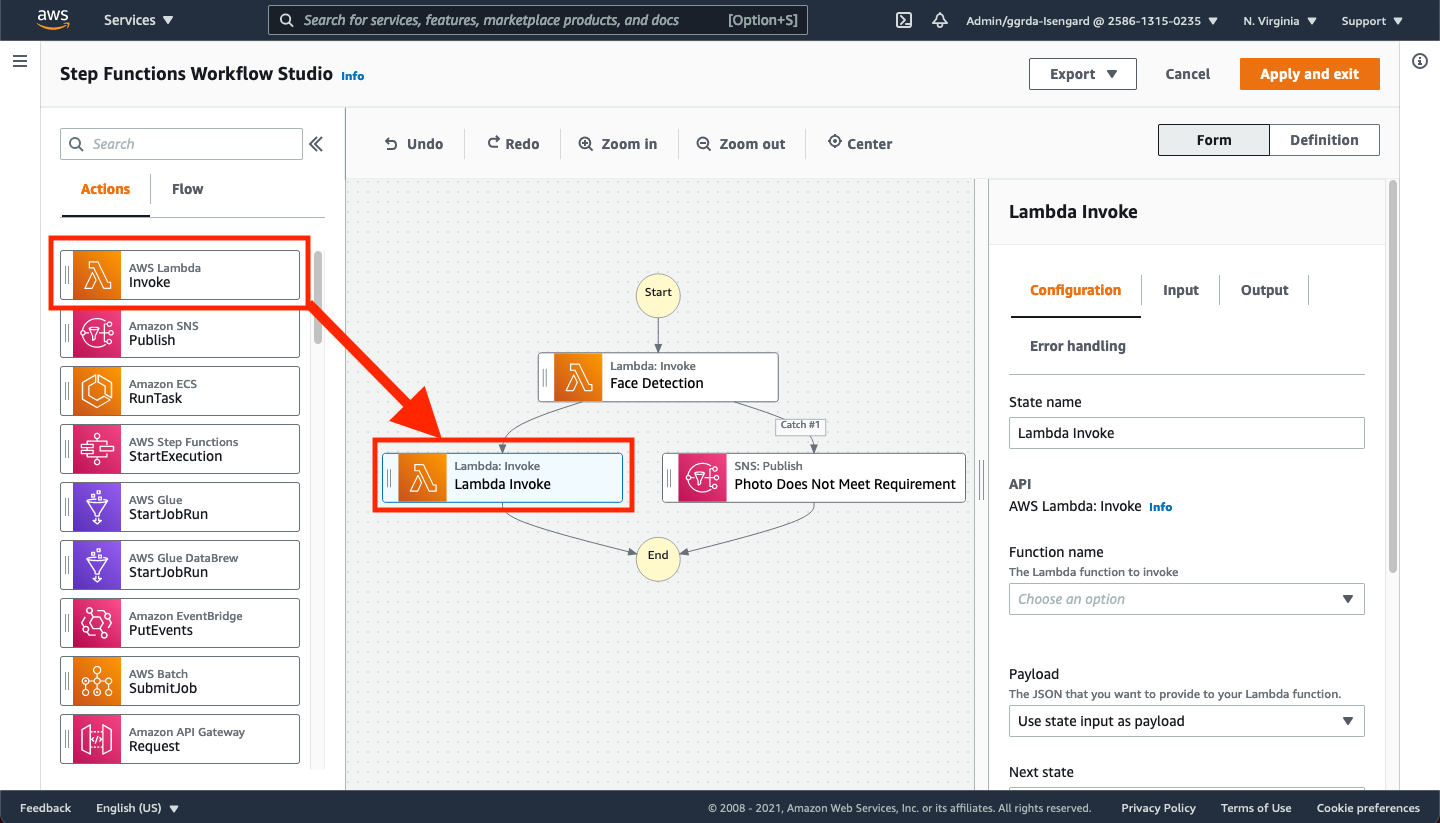 aws
Services
Search for services, features, marketplace products, and docs
[Option+S]
Admin/ggrda-Isengard @ 2586-1315-0235
N. Virginia
Support
Step Functions Workflow Studio Info
Export
Cancel
Apply and exit
Search
Undo
Redo
Zoom in
Zoom out
Center
Form
Definition
Actions
Flow
AWS Lambda
Invoke
Amazon SNS
Publish
Amazon ECS
RunTask
AWS Step Functions
StartExecution
AWS Glue
StartJobRun
AWS Glue DataBrew
StartJobRun
Amazon EventBridge
PutEvents
AWS Batch
SubmitJob
Amazon API Gateway
Request
Start
Lambda: Invoke
Face Detection
Catch #1
Lambda: Invoke
Lambda Invoke
SNS: Publish
Photo Does Not Meet Requirement
End
Lambda Invoke
Configuration
Input
Output
Error handling
State name
Lambda Invoke
API
AWS Lambda: Invoke Info
Function name
The Lambda function to invoke
Choose an option
Payload
The JSON that you want to provide to your Lambda function.
Use state input as payload
Next state
Feedback
English (US)
© 2008 - 2021, Amazon Web Services, Inc. or its affiliates. All rights reserved.
Privacy Policy
Terms of Use
Cookie preferences